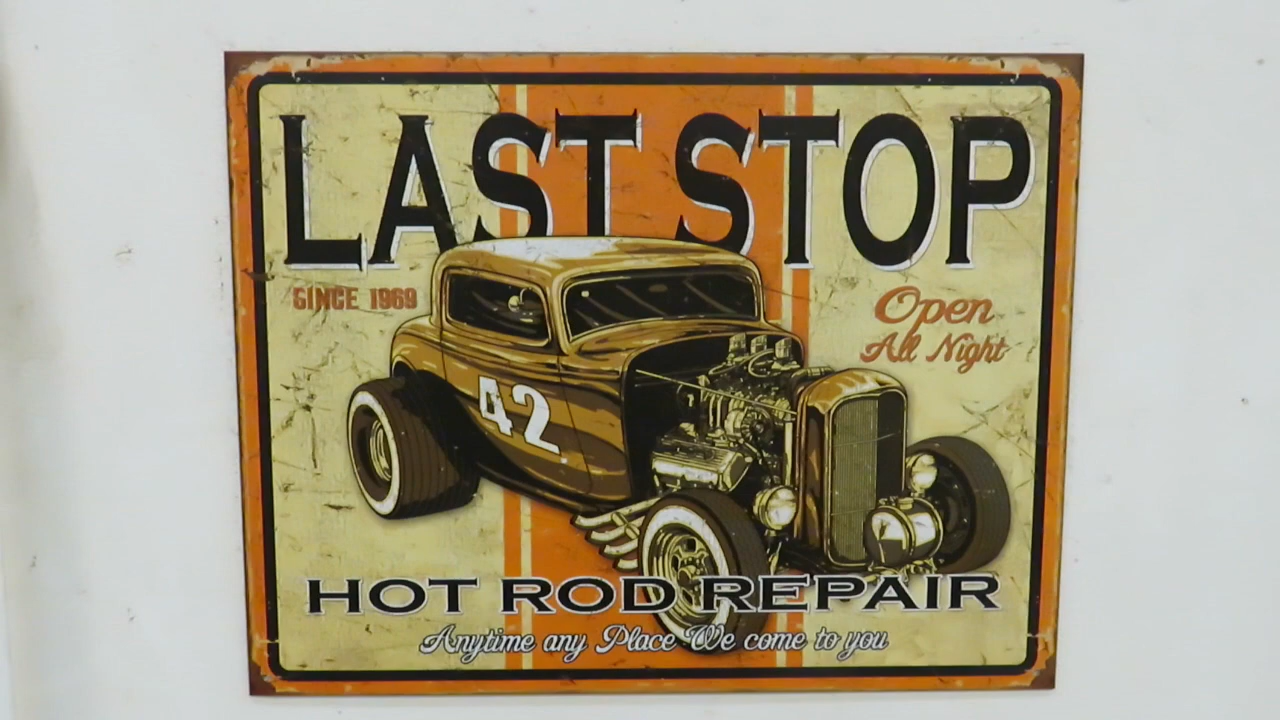 LAST STOP
SINCE 1969
Open
All Night
42
HOT ROD REPAIR
Anytime any Place We come to you